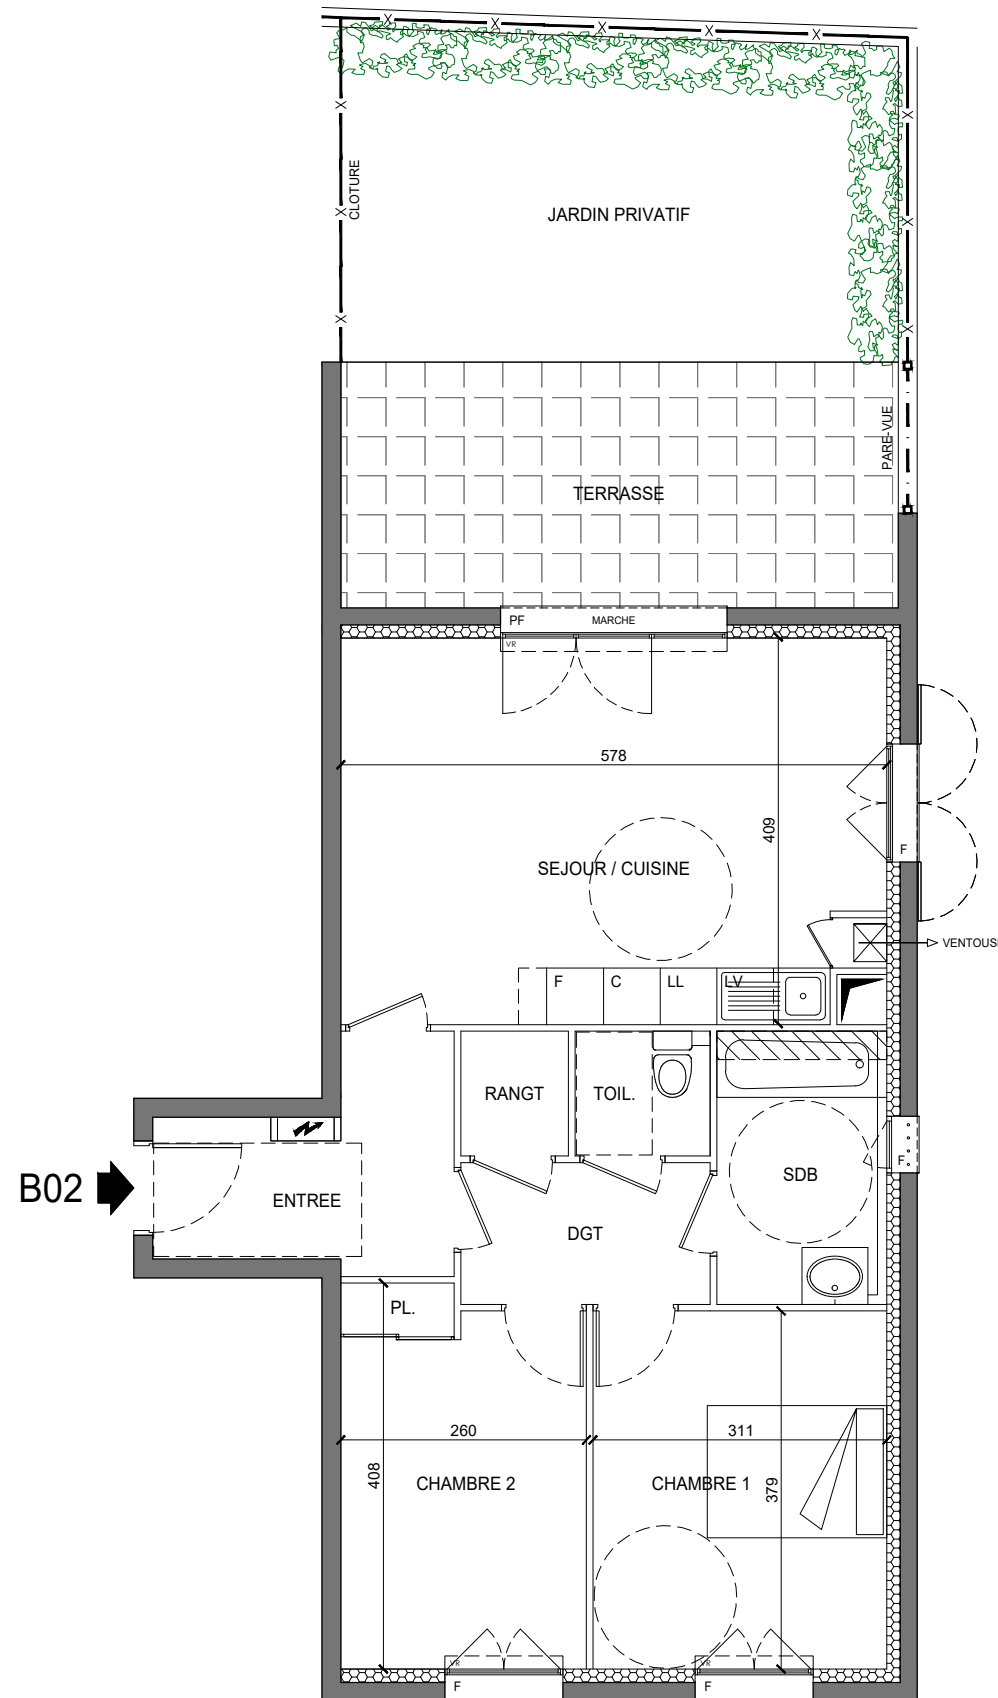 CLOTURE
JARDIN PRIVATIF
PARE-VUE
TERRASSE
PF MARCHE
VR
578
409
F
SEJOUR / CUISINE
VENTOUS
F C LL LV
RANGT TOIL.
SDB
F
B02
ENTREE
DGT
PL.
260 311
408
379
CHAMBRE 2 CHAMBRE 1
VR VR
F F